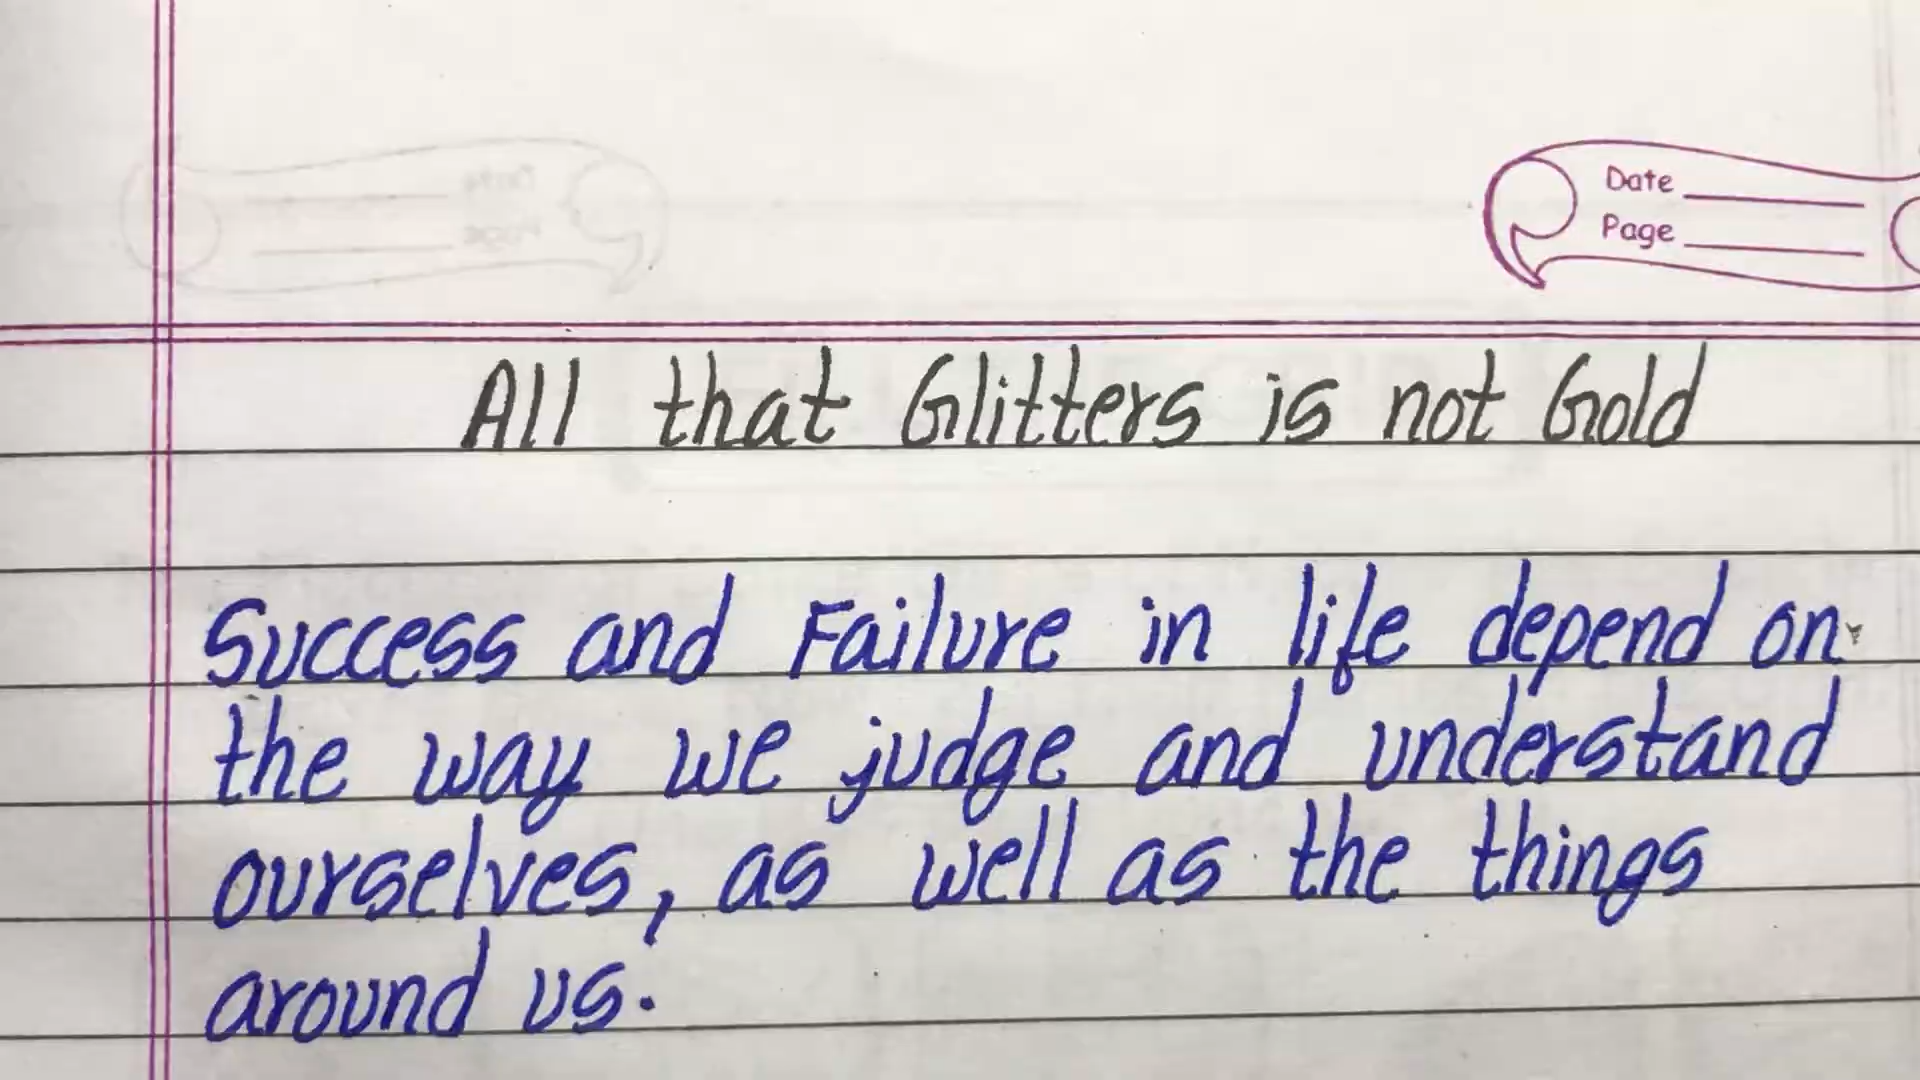 Date
Page
All that Glitters is not Gold
Success and Failure in life depend on
the way we judge and understand
ourselves, as well as the things
around us.